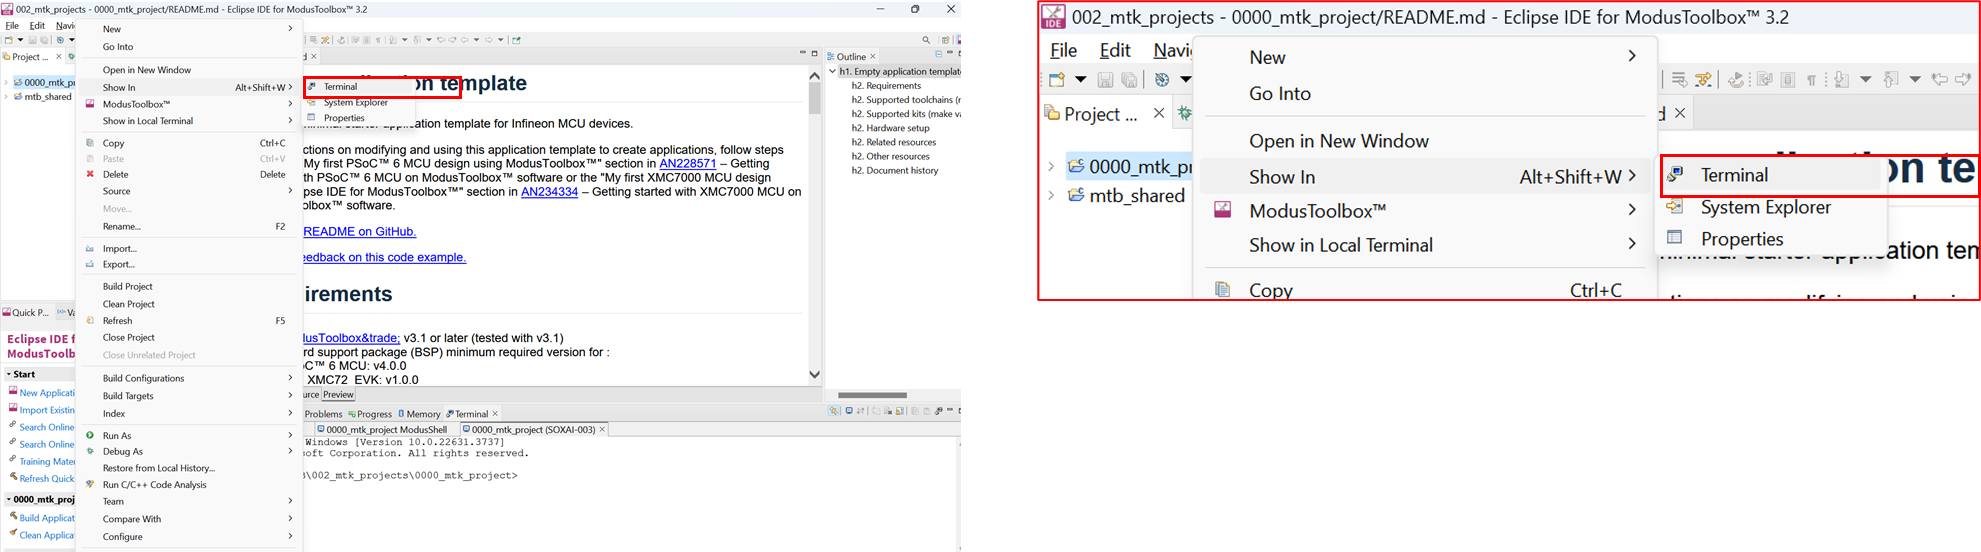 002_mtk_projects - 0000_mtk_project/README.md - Eclipse IDE for ModusToolbox™ 3.2
File Edit Navi
Project ...
0000_mtk_p
mtb_shared
New
Go Into
Open in New Window
Show In Alt+Shift+W
ModusToolbox™
Show in Local Terminal
Copy Ctrl+C
Paste Ctrl+V
Delete Delete
Source
Move...
Rename... F2
Import...
Export...
Build Project
Clean Project
Refresh F5
Close Project
Close Unrelated Project
Build Configurations
Build Targets
Index
Run As
Debug As
Restore from Local History...
Run C/C++ Code Analysis
Team
Compare With
Configure
Terminal
System Explorer
Properties
template
application template for Infineon MCU devices.
ctions on modifying and using this application template to create applications, follow steps
"My first PSoC™ 6 MCU design using ModusToolbox™" section in AN228571 – Getting
th PSoC™ 6 MCU on ModusToolbox™ software or the "My first XMC7000 MCU design
pse IDE for ModusToolbox™" section in AN234334 – Getting started with XMC7000 MCU on
olbox™ software.
README on GitHub.
eedback on this code example.
irements
usToolbox&trade; v3.1 or later (tested with v3.1)
rd support package (BSP) minimum required version for :
C™ 6 MCU: v4.0.0
XMC72_EVK: v1.0.0
urce Preview
Outline
h1. Empty application templat
h2. Requirements
h2. Supported toolchains (
h2. Supported kits (make va
h2. Hardware setup
h2. Related resources
h2. Other resources
h2. Document history
Quick P... Va
Eclipse IDE f
ModusToolb
Start
New Applicati
Import Existin
Search Online
Search Online
Training Mate
Refresh Quick
0000_mtk_proj
Build Applicat
Clean Applica
Problems Progress Memory Terminal
0000_mtk_project ModusShell 0000_mtk_project (SOXAI-003)
Windows [Version 10.0.22631.3737]
soft Corporation. All rights reserved.
\002_mtk_projects\0000_mtk_project>
IDE
002_mtk_projects - 0000_mtk_project/README.md - Eclipse IDE for ModusToolbox™ 3.2
File Edit Navi
Project ...
0000_mtk_p
mtb_shared
New
Go Into
Open in New Window
Show In Alt+Shift+W
ModusToolbox™
Show in Local Terminal
Copy Ctrl+C
Terminal
System Explorer
Properties
on te
application tem